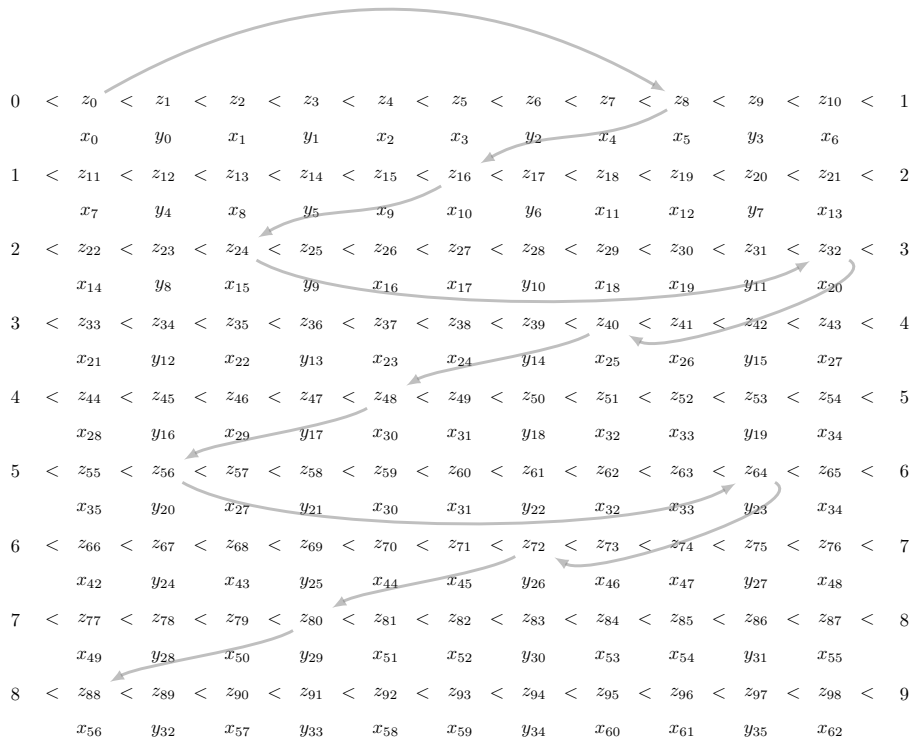 0 < z₀ < z₁ < z₂ < z₃ < z₄ < z₅ < z₆ < z₇ < z₈ < z₉ < z₁₀ < 1
x₀ y₀ x₁ y₁ x₂ x₃ y₂ x₄ x₅ y₃ x₆
1 < z₁₁ < z₁₂ < z₁₃ < z₁₄ < z₁₅ < z₁₆ < z₁₇ < z₁₈ < z₁₉ < z₂₀ < z₂₁ < 2
x₇ y₄ x₈ y₅ x₉ x₁₀ y₆ x₁₁ x₁₂ y₇ x₁₃
2 < z₂₂ < z₂₃ < z₂₄ < z₂₅ < z₂₆ < z₂₇ < z₂₈ < z₂₉ < z₃₀ < z₃₁ < z₃₂ < 3
x₁₄ y₈ x₁₅ y₉ x₁₆ x₁₇ y₁₀ x₁₈ x₁₉ y₁₁ x₂₀
3 < z₃₃ < z₃₄ < z₃₅ < z₃₆ < z₃₇ < z₃₈ < z₃₉ < z₄₀ < z₄₁ < z₄₂ < z₄₃ < 4
x₂₁ y₁₂ x₂₂ y₁₃ x₂₃ x₂₄ y₁₄ x₂₅ x₂₆ y₁₅ x₂₇
4 < z₄₄ < z₄₅ < z₄₆ < z₄₇ < z₄₈ < z₄₉ < z₅₀ < z₅₁ < z₅₂ < z₅₃ < z₅₄ < 5
x₂₈ y₁₆ x₂₉ y₁₇ x₃₀ x₃₁ y₁₈ x₃₂ x₃₃ y₁₉ x₃₄
5 < z₅₅ < z₅₆ < z₅₇ < z₅₈ < z₅₉ < z₆₀ < z₆₁ < z₆₂ < z₆₃ < z₆₄ < z₆₅ < 6
x₃₅ y₂₀ x₂₇ y₂₁ x₃₀ x₃₁ y₂₂ x₃₂ x₃₃ y₂₃ x₃₄
6 < z₆₆ < z₆₇ < z₆₈ < z₆₉ < z₇₀ < z₇₁ < z₇₂ < z₇₃ < z₇₄ < z₇₅ < z₇₆ < 7
x₄₂ y₂₄ x₄₃ y₂₅ x₄₄ x₄₅ y₂₆ x₄₆ x₄₇ y₂₇ x₄₈
7 < z₇₇ < z₇₈ < z₇₉ < z₈₀ < z₈₁ < z₈₂ < z₈₃ < z₈₄ < z₈₅ < z₈₆ < z₈₇ < 8
x₄₉ y₂₈ x₅₀ y₂₉ x₅₁ x₅₂ y₃₀ x₅₃ x₅₄ y₃₁ x₅₅
8 < z₈₈ < z₈₉ < z₉₀ < z₉₁ < z₉₂ < z₉₃ < z₉₄ < z₉₅ < z₉₆ < z₉₇ < z₉₈ < 9
x₅₆ y₃₂ x₅₇ y₃₃ x₅₈ x₅₉ y₃₄ x₆₀ x₆₁ y₃₅ x₆₂